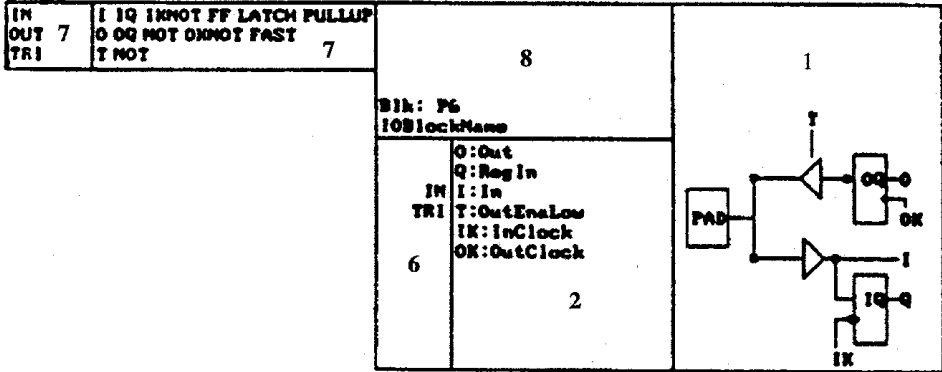 IN I IQ IKNOT FF LATCH PULLUP
OUT 7 O OQ NOT OKNOT FAST
TRI T NOT 7
8
Blk: P6
IOBlockName
O:Out
Q:RegIn
IN I:In
TRI T:OutEnaLow
IK:InClock
OK:OutClock
6
2
1
T
OQ O
PAD
OK
I
IQ Q
IK